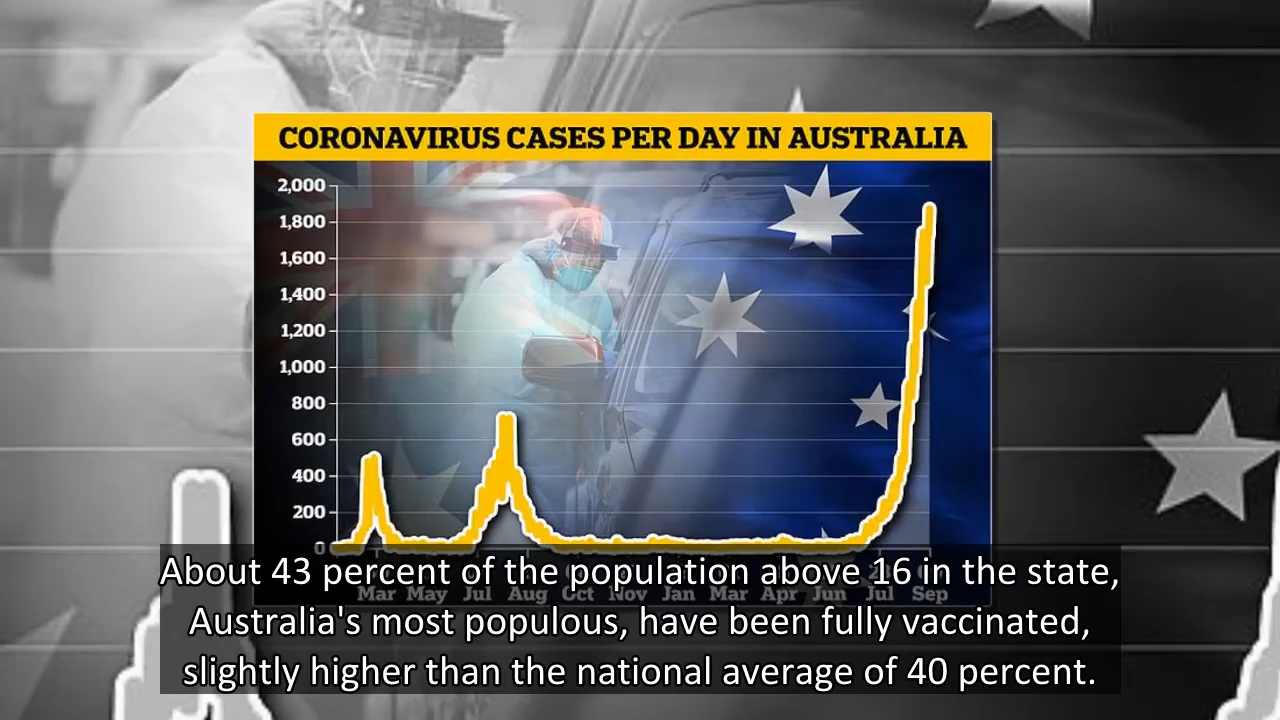 CORONAVIRUS CASES PER DAY IN AUSTRALIA
2,000
1,800
1,600
1,400
1,200
1,000
800
600
400
200
0
Mar May Jul Aug Oct Nov Jan Mar Apr Jun Jul Sep
About 43 percent of the population above 16 in the state,
Australia's most populous, have been fully vaccinated,
slightly higher than the national average of 40 percent.